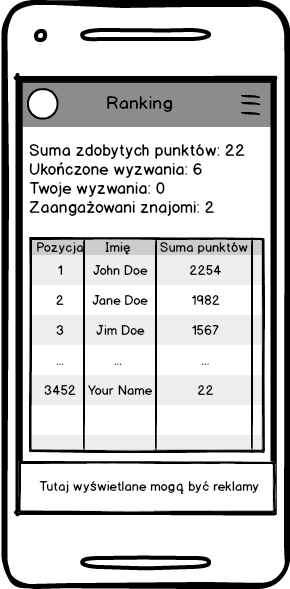 Ranking
Suma zdobytych punktów: 22
Ukończone wyzwania: 6
Twoje wyzwania: 0
Zaangażowani znajomi: 2
Pozycja Imię Suma punktów
1 John Doe 2254
2 Jane Doe 1982
3 Jim Doe 1567
... ... ...
3452 Your Name 22
Tutaj wyświetlane mogą być reklamy